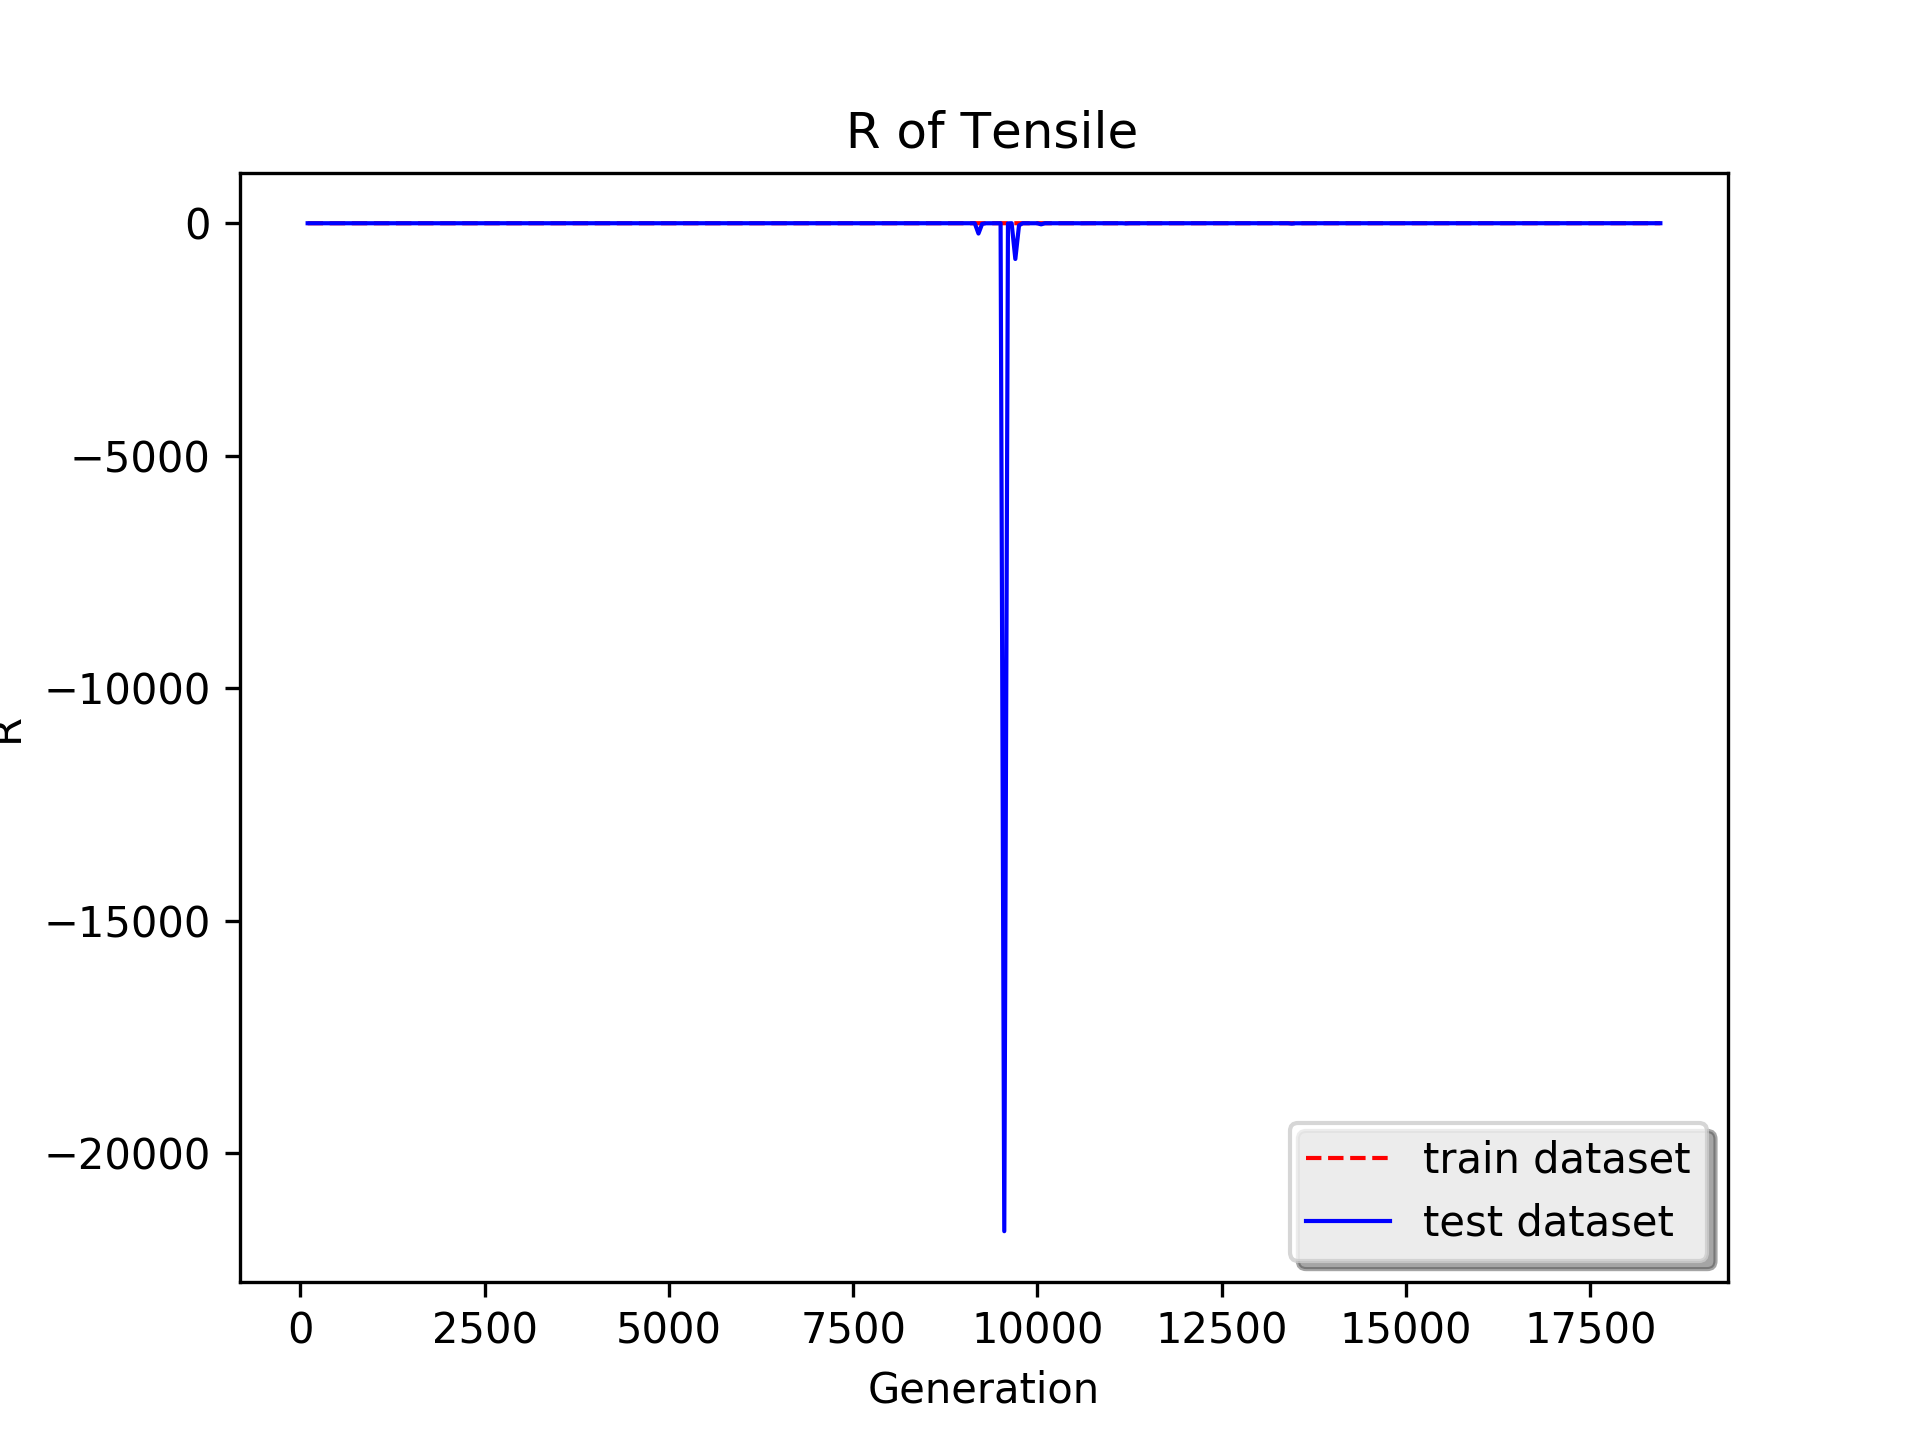 R of Tensile
0
−5000
−10000
−15000
−20000
R
0 2500 5000 7500 10000 12500 15000 17500
Generation
train dataset
test dataset